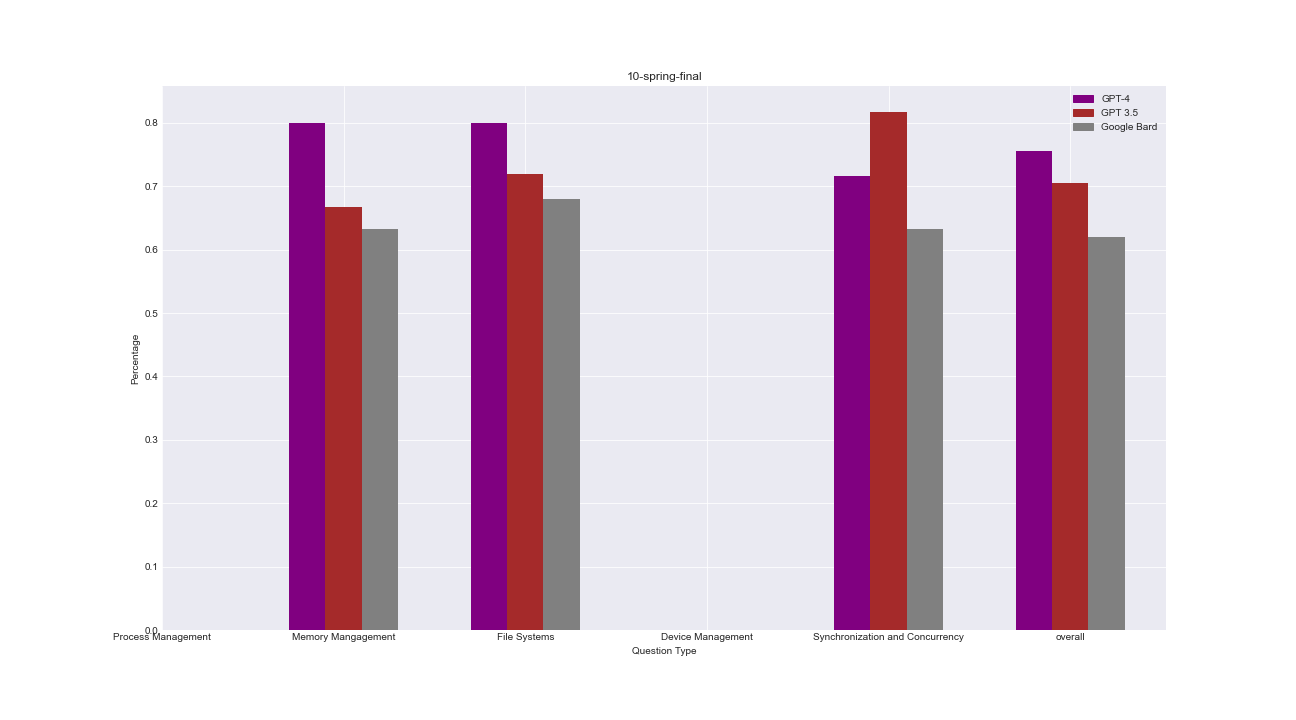 10-spring-final
GPT-4
GPT 3.5
Google Bard
0.8
0.7
0.6
0.5
0.4
0.3
0.2
0.1
0.0
Percentage
Process Management
Memory Mangagement
File Systems
Device Management
Synchronization and Concurrency
overall
Question Type